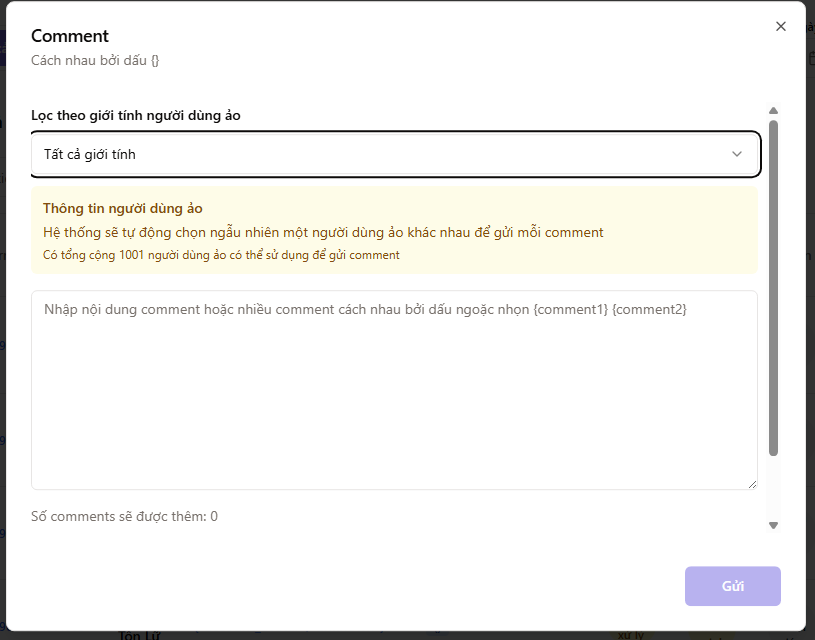 Comment
Cách nhau bởi dấu {}
Lọc theo giới tính người dùng ảo
Tất cả giới tính
Thông tin người dùng ảo
Hệ thống sẽ tự động chọn ngẫu nhiên một người dùng ảo khác nhau để gửi mỗi comment
Có tổng cộng 1001 người dùng ảo có thể sử dụng để gửi comment
Nhập nội dung comment hoặc nhiều comment cách nhau bởi dấu ngoặc nhọn {comment1} {comment2}
Số comments sẽ được thêm: 0
Gửi